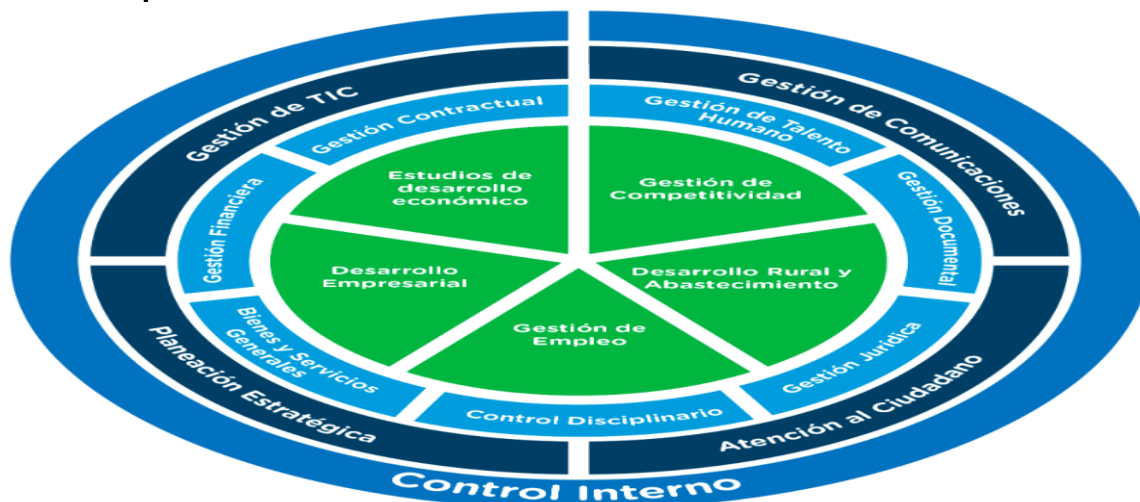 Gestión de TIC
Gestión de Comunicaciones
Gestión Contractual
Gestión de Talento
Humano
Estudios de
desarrollo
económico
Gestión de
Competitividad
Gestión Financiera
Gestión Documental
Desarrollo
Empresarial
Desarrollo Rural y
Abastecimiento
Gestión de
Empleo
Bienes y Servicios
Generales
Gestión Jurídica
Control Disciplinario
Planeación Estratégica
Atención al Ciudadano
Control Interno